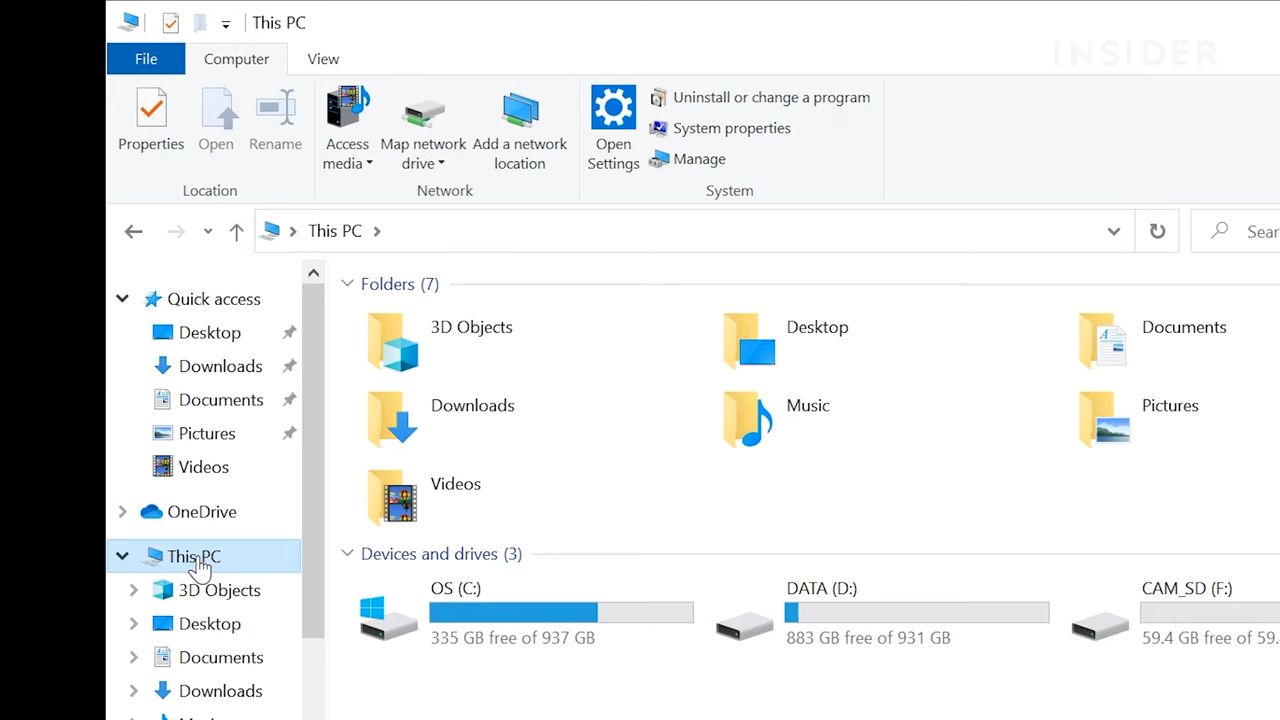 This PC
INSIDER
File Computer View
Properties Open Rename Access media Map network drive Add a network location Open Settings
Uninstall or change a program
System properties
Manage
Location Network System
This PC
Sear
Quick access
Desktop
Downloads
Documents
Pictures
Videos
OneDrive
This PC
3D Objects
Desktop
Documents
Downloads
Folders (7)
3D Objects Desktop Documents
Downloads Music Pictures
Videos
Devices and drives (3)
OS (C:) DATA (D:) CAM_SD (F:)
335 GB free of 937 GB 883 GB free of 931 GB 59.4 GB free of 59.